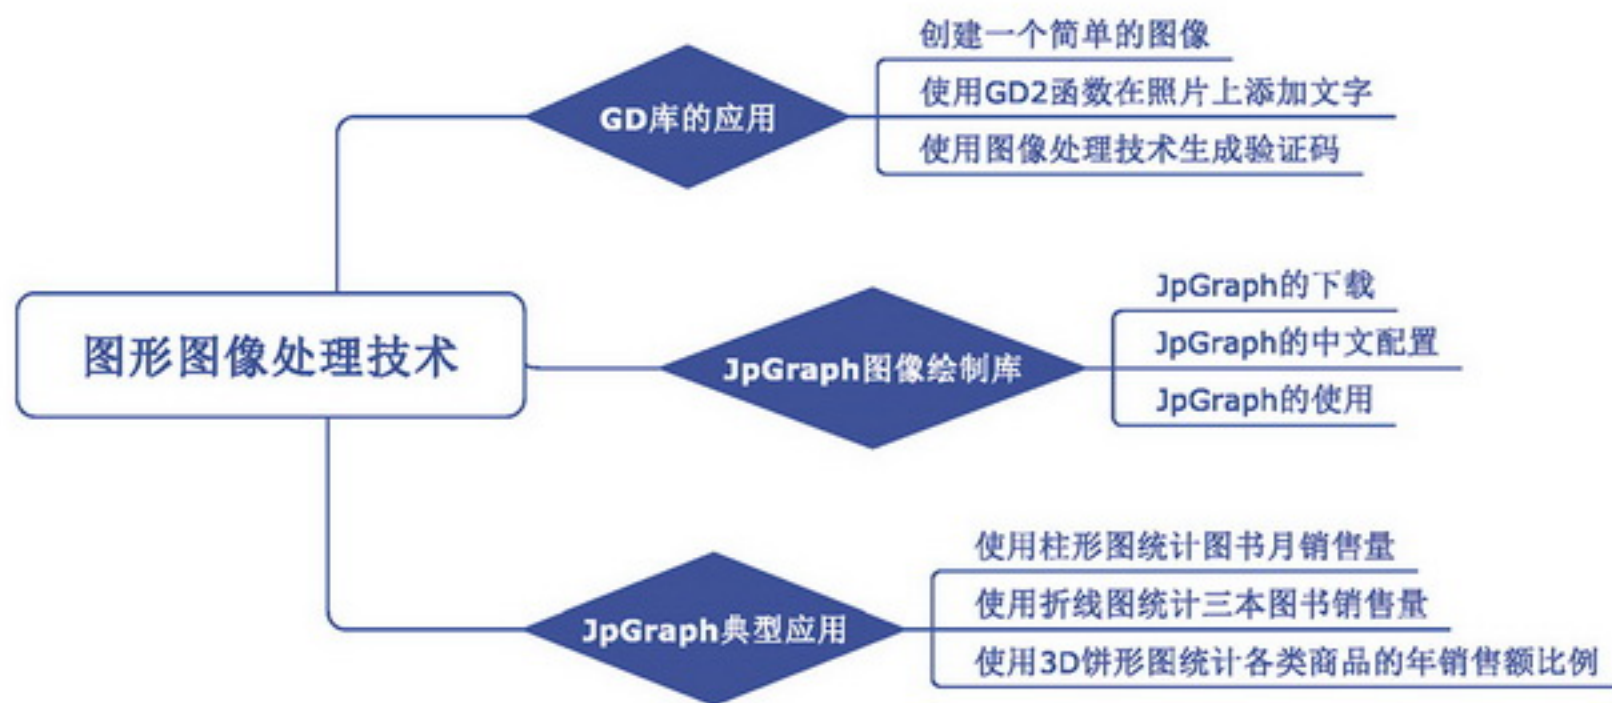 图形图像处理技术
GD库的应用
创建一个简单的图像
使用GD2函数在照片上添加文字
使用图像处理技术生成验证码
JpGraph图像绘制库
JpGraph的下载
JpGraph的中文配置
JpGraph的使用
JpGraph典型应用
使用柱形图统计图书月销售量
使用折线图统计三本图书销售量
使用3D饼形图统计各类商品的年销售额比例